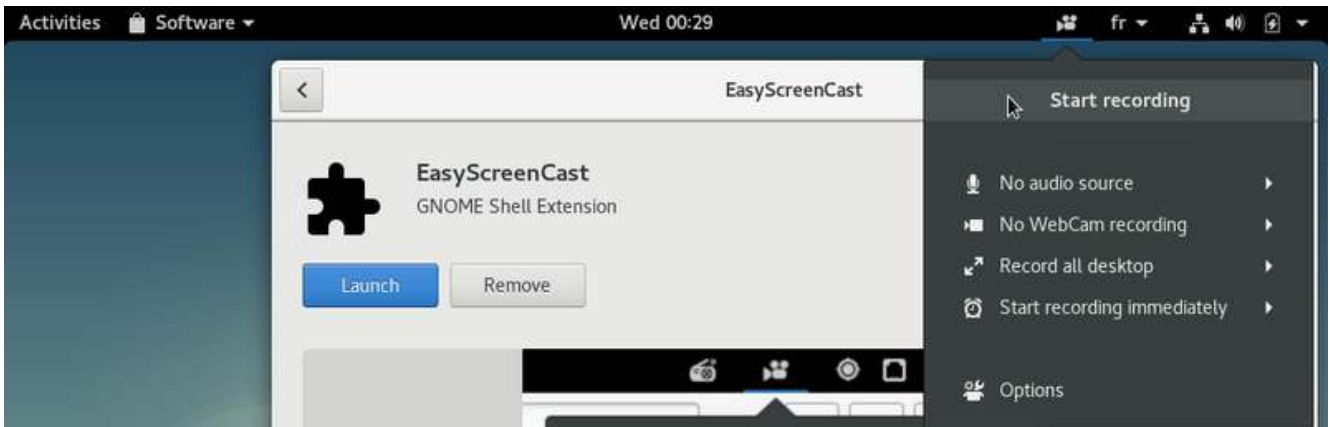 Activities Software Wed 00:29 fr
EasyScreenCast
Start recording
EasyScreenCast
GNOME Shell Extension
No audio source
No WebCam recording
Launch Remove
Record all desktop
Start recording immediately
Options